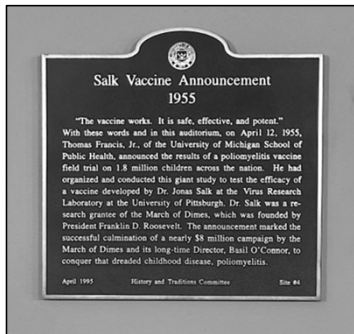 Salk Vaccine Announcement
1955
"The vaccine works. It is safe, effective, and potent."
With these words and in this auditorium, on April 12, 1955,
Thomas Francis, Jr., of the University of Michigan School of
Public Health, announced the results of a poliomyelitis vaccine
field trial on 1.8 million children across the nation. He had
organized and conducted this giant study to test the efficacy of
a vaccine developed by Dr. Jonas Salk at the Virus Research
Laboratory at the University of Pittsburgh. Dr. Salk was a re-
search grantee of the March of Dimes, which was founded by
President Franklin D. Roosevelt. The announcement marked the
successful culmination of a nearly $8 million campaign by the
March of Dimes and its long-time Director, Basil O'Connor, to
conquer that dreaded childhood disease, poliomyelitis.
April 1995 History and Traditions Committee Site #4